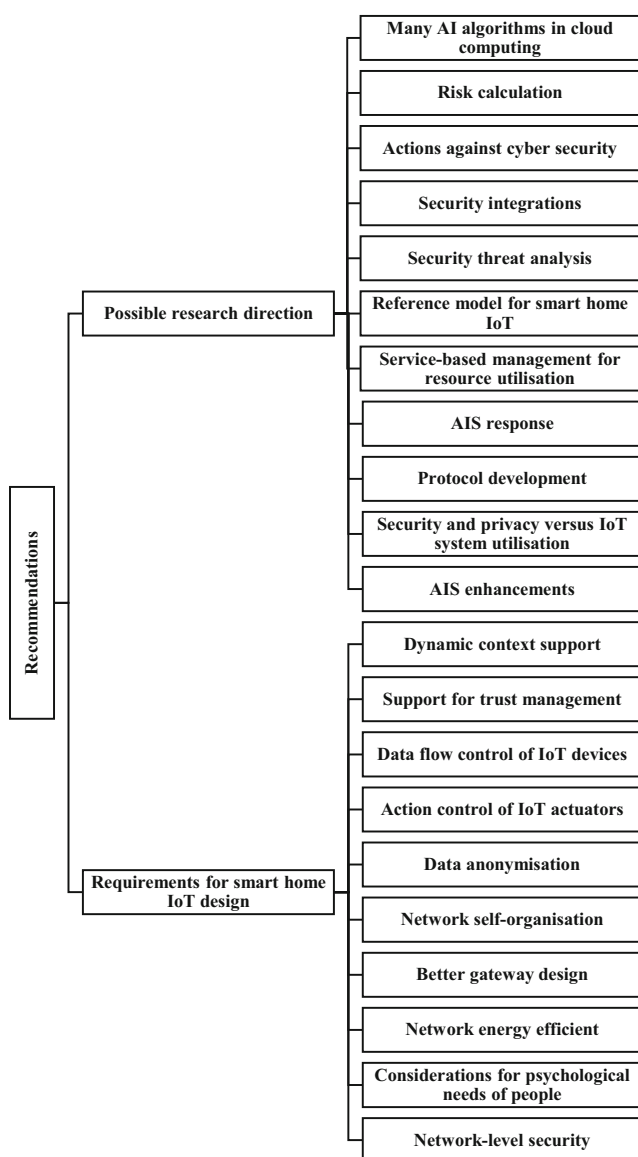 Recommendations
Possible research direction
Many AI algorithms in cloud
computing
Risk calculation
Actions against cyber security
Security integrations
Security threat analysis
Reference model for smart home
IoT
Service-based management for
resource utilisation
AIS response
Protocol development
Security and privacy versus IoT
system utilisation
AIS enhancements
Requirements for smart home
IoT design
Dynamic context support
Support for trust management
Data flow control of IoT devices
Action control of IoT actuators
Data anonymisation
Network self-organisation
Better gateway design
Network energy efficient
Considerations for psychological
needs of people
Network-level security